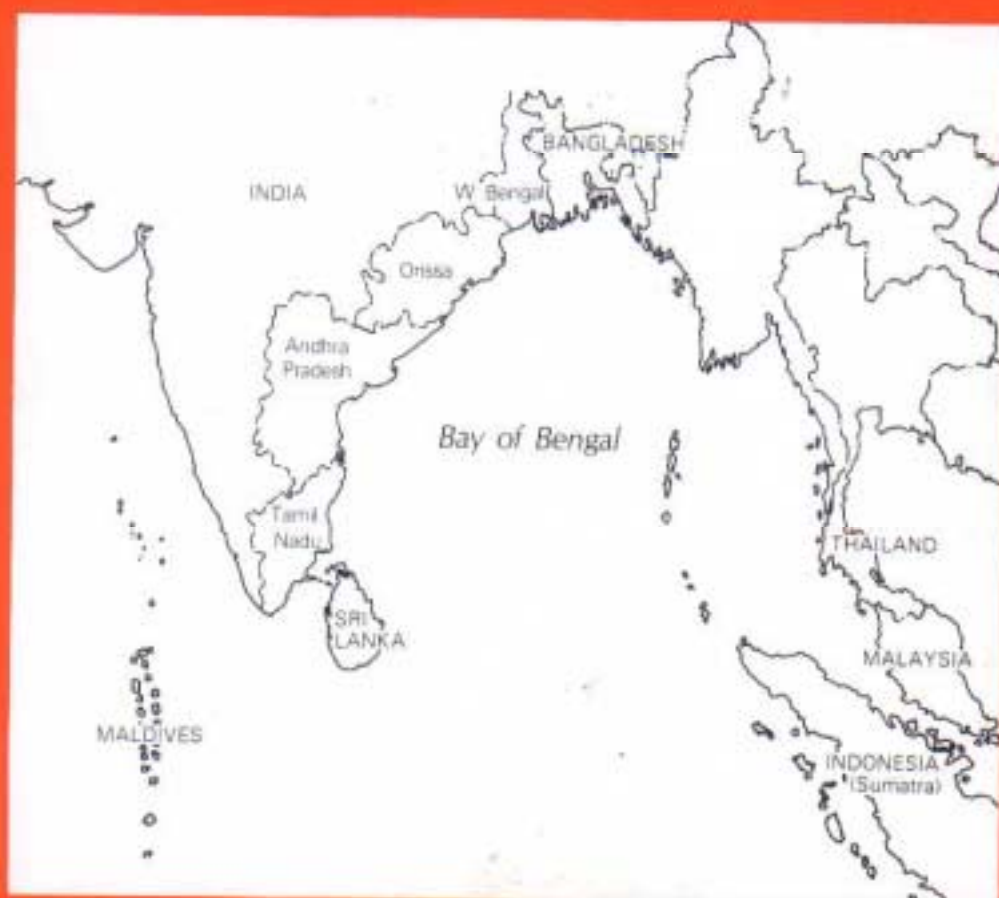 BANGLADESH
INDIA
W. Bengal
Orissa
Andhra
Pradesh
Bay of Bengal
Tamil
Nadu
THAILAND
SRI
LANKA
MALAYSIA
MALDIVES
INDONESIA
(Sumatra)